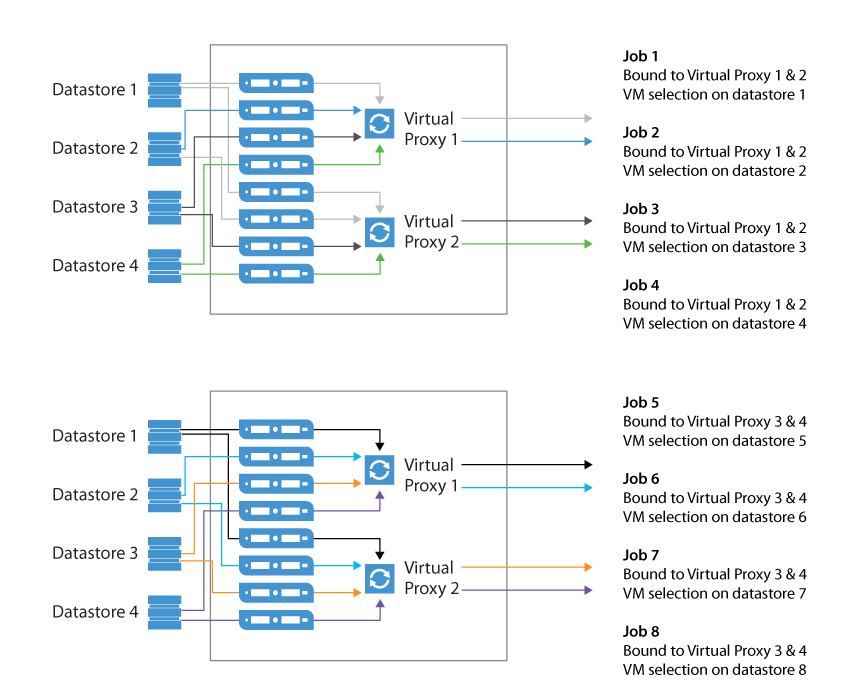 Datastore 1
Datastore 2
Datastore 3
Datastore 4
Virtual
Proxy 1
Virtual
Proxy 2
Job 1
Bound to Virtual Proxy 1 & 2
VM selection on datastore 1
Job 2
Bound to Virtual Proxy 1 & 2
VM selection on datastore 2
Job 3
Bound to Virtual Proxy 1 & 2
VM selection on datastore 3
Job 4
Bound to Virtual Proxy 1 & 2
VM selection on datastore 4
Datastore 1
Datastore 2
Datastore 3
Datastore 4
Virtual
Proxy 1
Virtual
Proxy 2
Job 5
Bound to Virtual Proxy 3 & 4
VM selection on datastore 5
Job 6
Bound to Virtual Proxy 3 & 4
VM selection on datastore 6
Job 7
Bound to Virtual Proxy 3 & 4
VM selection on datastore 7
Job 8
Bound to Virtual Proxy 3 & 4
VM selection on datastore 8